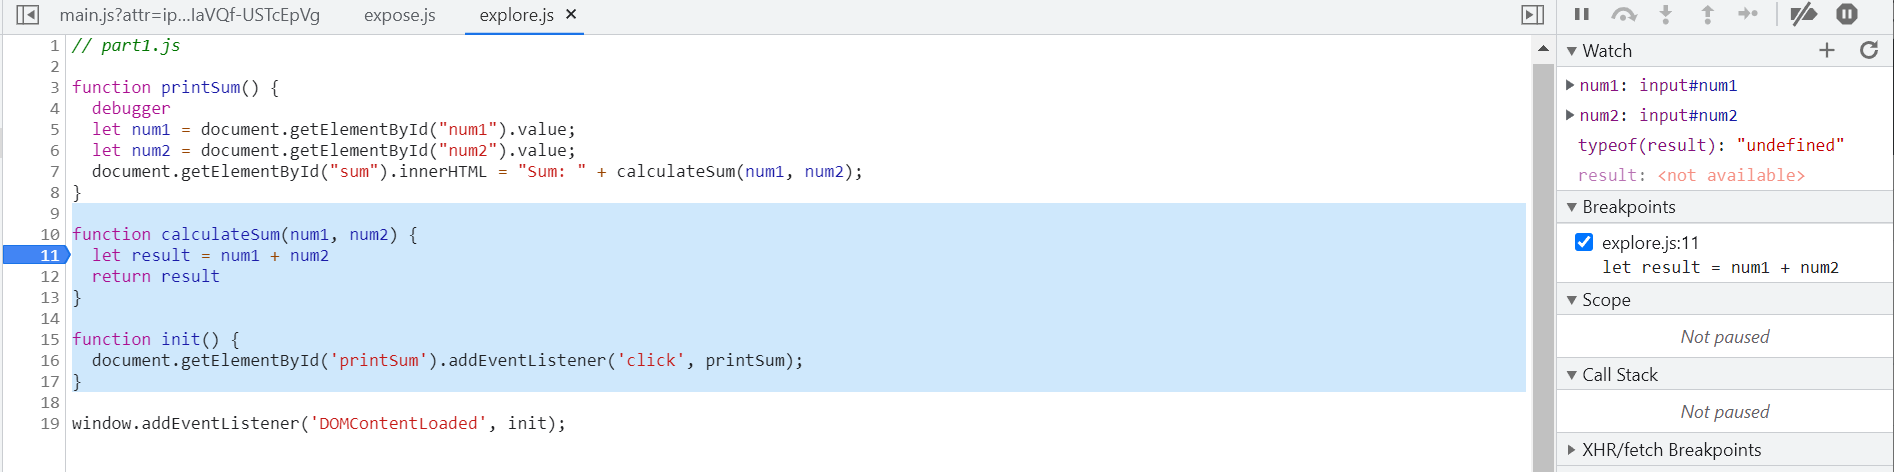 main.js?attr=ip...laVQf-USTcEpVg expose.js explore.js ×
1 // part1.js
2
3 function printSum() {
4 debugger
5 let num1 = document.getElementById("num1").value;
6 let num2 = document.getElementById("num2").value;
7 document.getElementById("sum").innerHTML = "Sum: " + calculateSum(num1, num2);
8 }
9
10 function calculateSum(num1, num2) {
11 let result = num1 + num2
12 return result
13 }
14
15 function init() {
16 document.getElementById('printSum').addEventListener('click', printSum);
17 }
18
19 window.addEventListener('DOMContentLoaded', init);
Watch
num1: input#num1
num2: input#num2
typeof(result): "undefined"
result: <not available>
Breakpoints
explore.js:11
let result = num1 + num2
Scope
Not paused
Call Stack
Not paused
XHR/fetch Breakpoints